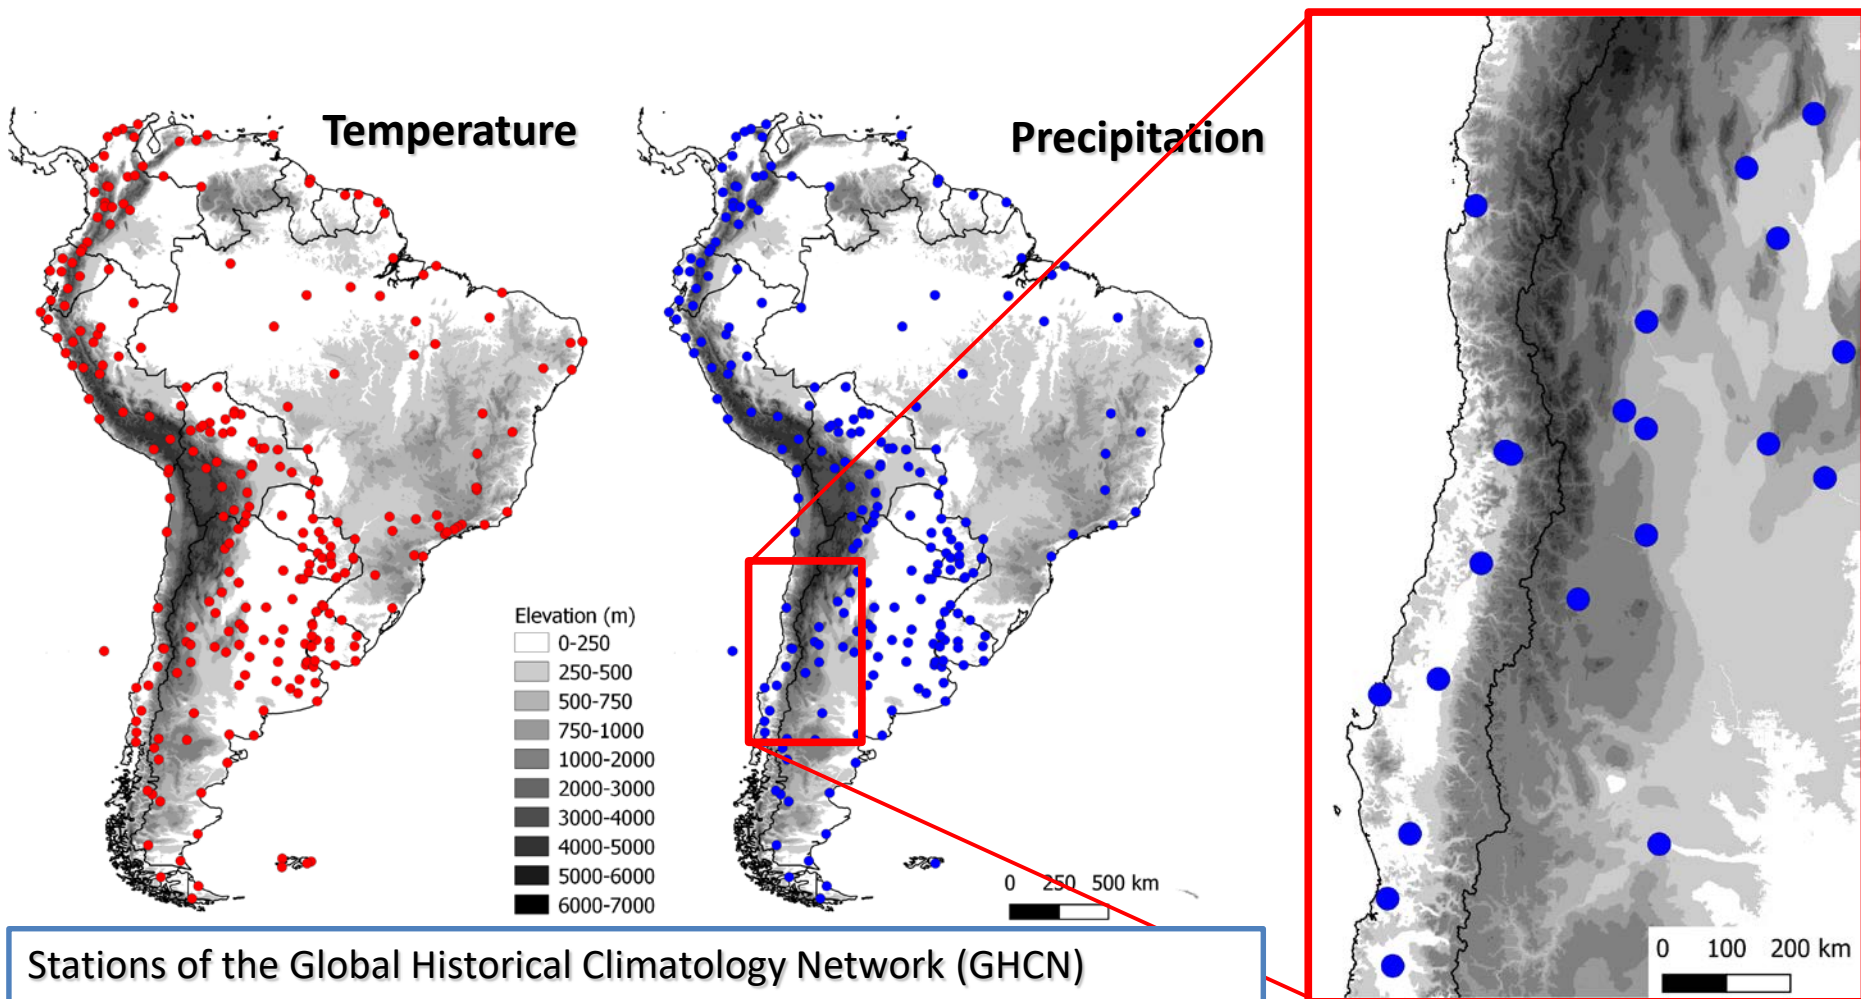 Temperature
Precipitation
Elevation (m)
0-250
250-500
500-750
750-1000
1000-2000
2000-3000
3000-4000
4000-5000
5000-6000
6000-7000
0 250 500 km
0 100 200 km
Stations of the Global Historical Climatology Network (GHCN)